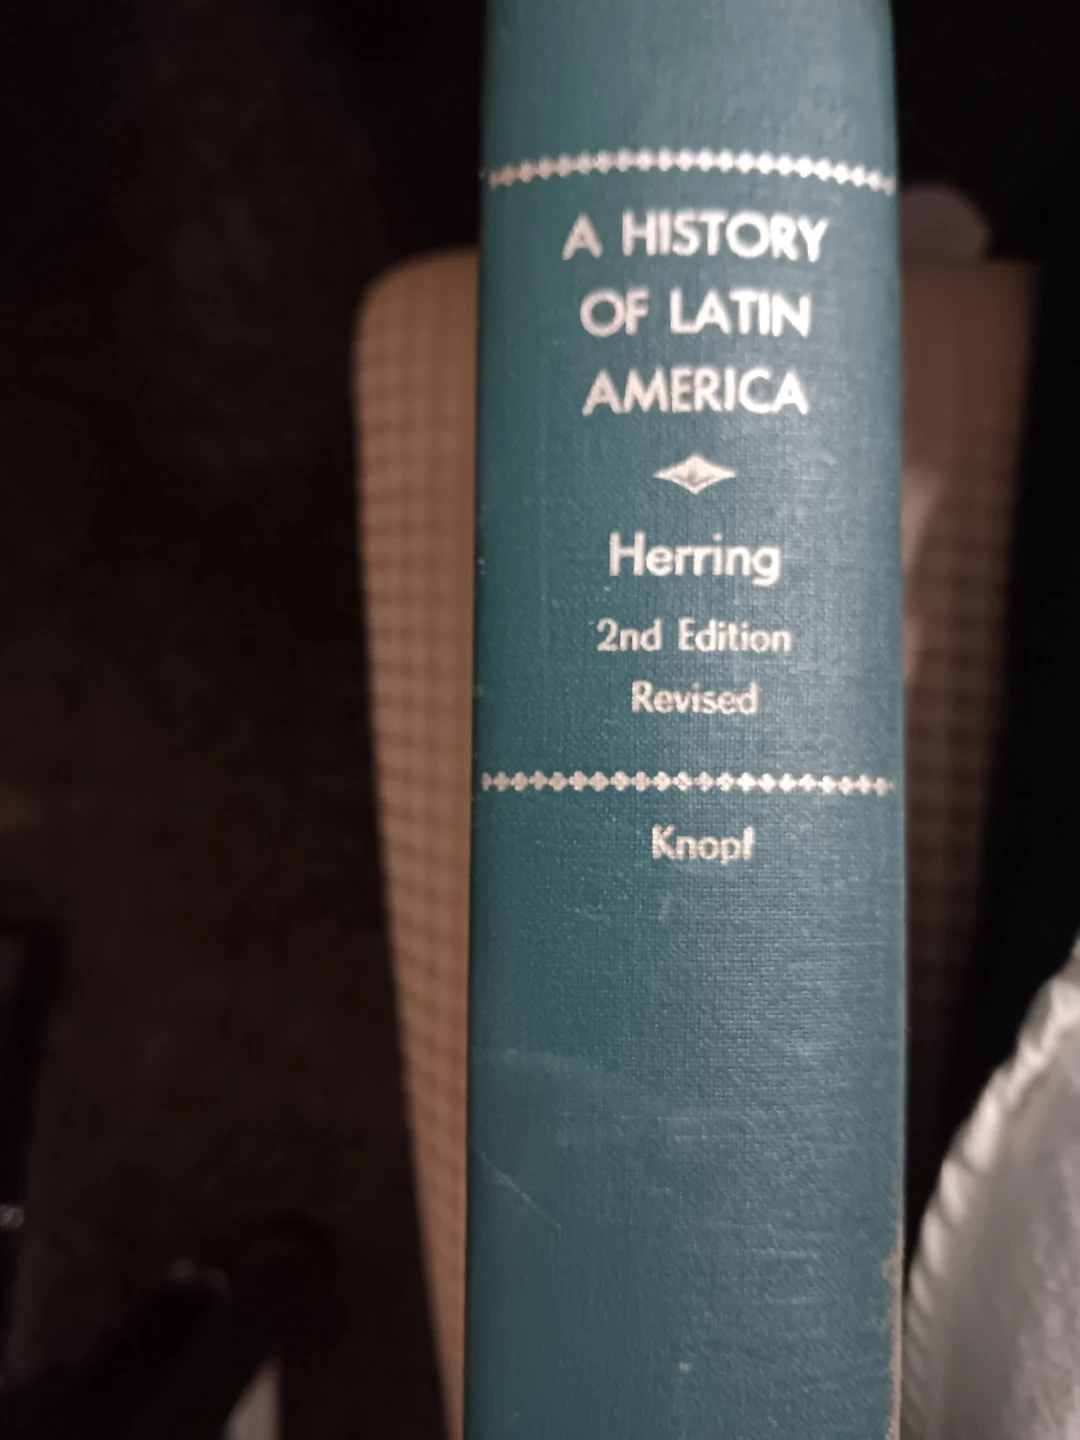 A HISTORY
OF LATIN
AMERICA
Herring
2nd Edition
Revised
Knopf